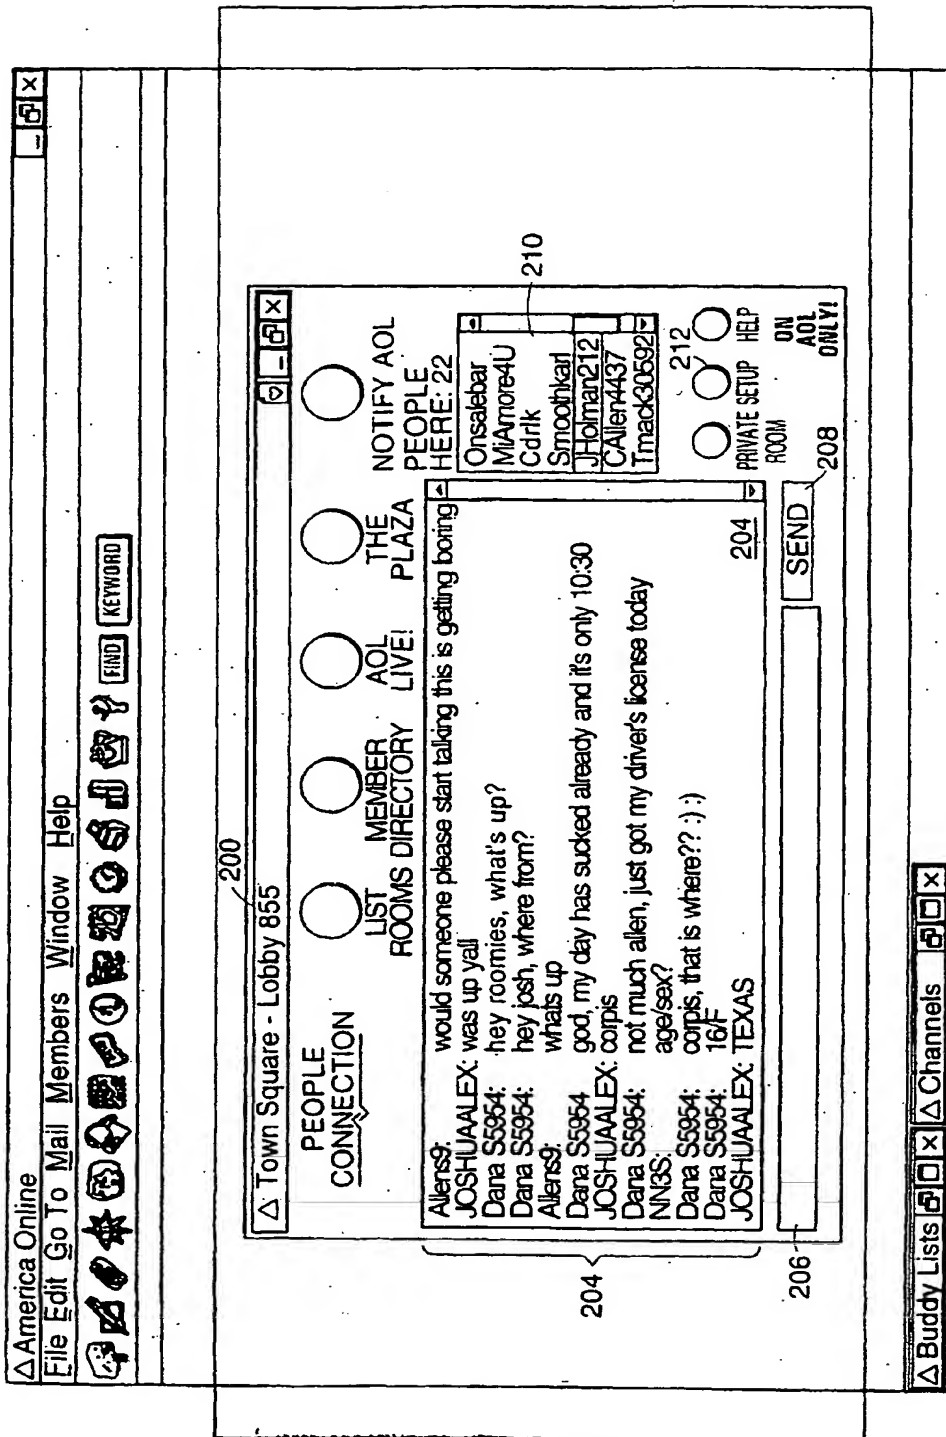 America Online
File Edit Go To Mail Members Window Help
FIND KEYWORD
200
Town Square - Lobby 855
PEOPLE
CONNECTION
LIST
ROOMS
MEMBER
DIRECTORY
AOL
LIVE!
THE
PLAZA
NOTIFY AOL
PEOPLE
HERE: 22
Allens9: would someone please start talking this is getting boring
JOSHUAALEX: was up yall
Dana S5954: hey roomies, what's up?
Dana S5954: hey josh, where from?
Allens9: whats up
Dana S5954 god, my day has sucked already and it's only 10:30
JOSHUAALEX: corpis
Dana S5954: not much allen, just got my driver's license today
NN3S: age/sex?
Dana S5954: corpis, that is where?? :) :)
Dana S5954: 16/F
JOSHUAALEX: TEXAS
204
204
Onsalebar
MiAmore4U
Cdrlk
Smoothkarl
JHolman212
CAllen4437
Tmack30592
210
212
PRIVATE
ROOM
SETUP
HELP
ON
AOL
ONLY!
206
SEND
208
Buddy Lists
Channels